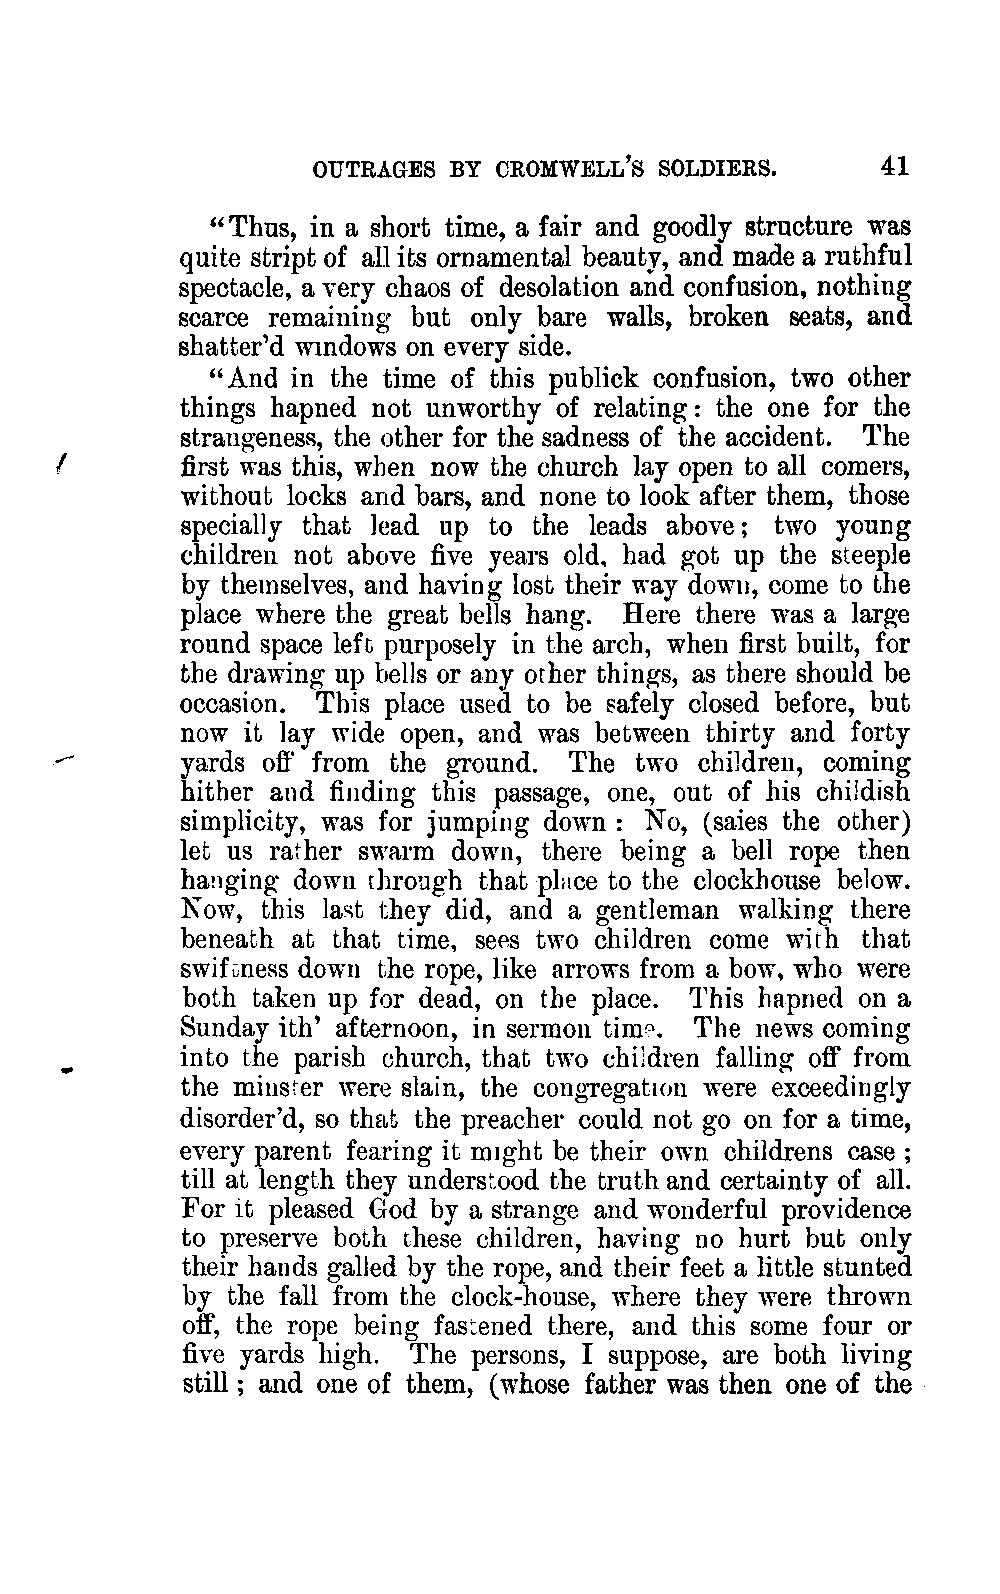 OUTRAGES BY CROMWELL'S SOLDIERS. 41
"Thus, in a short time, a fair and goodly structure was
quite stript of all its ornamental beauty, and made a ruthful
spectacle, a very chaos of desolation and confusion, nothing
scarce remaining but only bare walls, broken seats, and
shatter'd windows on every side.
"And in the time of this publick confusion, two other
things hapned not unworthy of relating: the one for the
strangeness, the other for the sadness of the accident. The
first was this, when now the church lay open to all comers,
without locks and bars, and none to look after them, those
specially that lead up to the leads above; two young
children not above five years old, had got up the steeple
by themselves, and having lost their way down, come to the
place where the great bells hang. Here there was a large
round space left purposely in the arch, when first built, for
the drawing up bells or any other things, as there should be
occasion. This place used to be safely closed before, but
now it lay wide open, and was between thirty and forty
yards off from the ground. The two children, coming
hither and finding this passage, one, out of his childish
simplicity, was for jumping down: No, (saies the other)
let us rather swarm down, there being a bell rope then
hanging down through that place to the clockhouse below.
Now, this last they did, and a gentleman walking there
beneath at that time, sees two children come with that
swiftness down the rope, like arrows from a bow, who were
both taken up for dead, on the place. This hapned on a
Sunday ith' afternoon, in sermon time. The news coming
into the parish church, that two children falling off from
the minster were slain, the congregation were exceedingly
disorder'd, so that the preacher could not go on for a time,
every parent fearing it might be their own childrens case;
till at length they understood the truth and certainty of all.
For it pleased God by a strange and wonderful providence
to preserve both these children, having no hurt but only
their hands galled by the rope, and their feet a little stunted
by the fall from the clock-house, where they were thrown
off, the rope being fastened there, and this some four or
five yards high. The persons, I suppose, are both living
still; and one of them, (whose father was then one of the